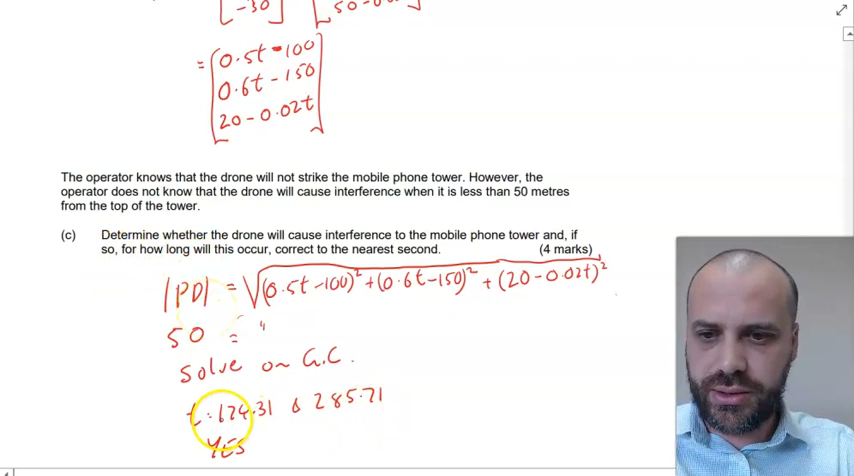 [-30] [50-0.0
= [0.5t - 100
0.6t - 150
20 - 0.02t]
The operator knows that the drone will not strike the mobile phone tower. However, the
operator does not know that the drone will cause interference when it is less than 50 metres
from the top of the tower.
(c) Determine whether the drone will cause interference to the mobile phone tower and, if
so, for how long will this occur, correct to the nearest second. (4 marks)
|PD| = √(0.5t-100)² + (0.6t-150)² + (20-0.02t)²
50 = "
Solve on G.C.
t = 174.31 & 285.71
YES